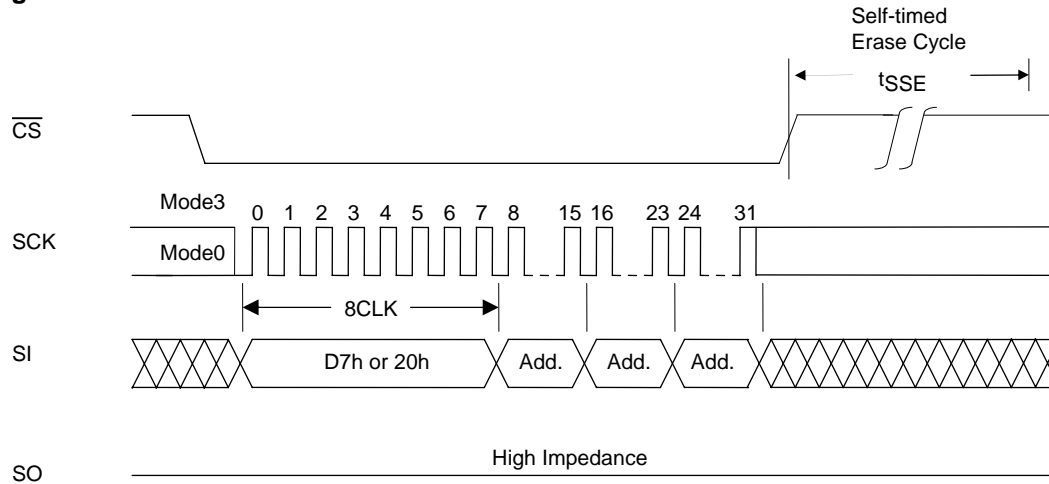 Self-timed
Erase Cycle
tSSE
CS
Mode3
0 1 2 3 4 5 6 7 8 15 16 23 24 31
SCK
Mode0
8CLK
SI
D7h or 20h Add. Add. Add.
High Impedance
SO